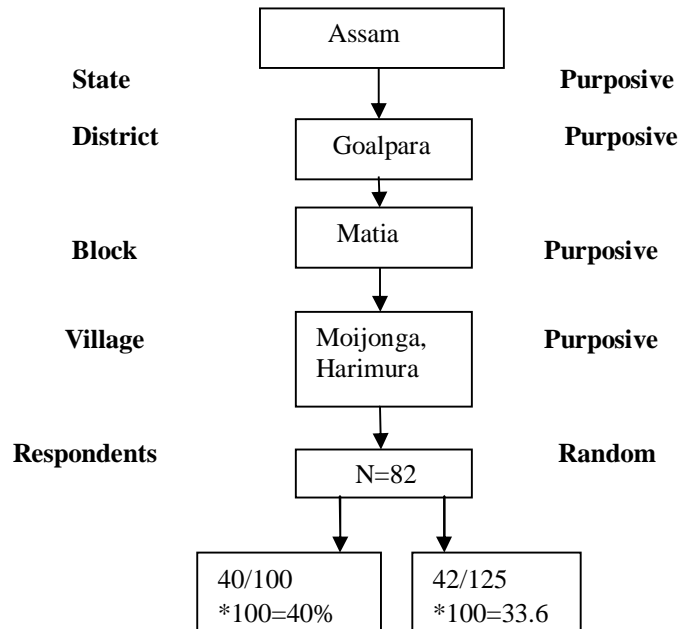 Assam
State Purposive
District Purposive
Goalpara
Matia
Block Purposive
Village Purposive
Moijonga,
Harimura
Respondents Random
N=82
40/100
*100=40%
42/125
*100=33.6